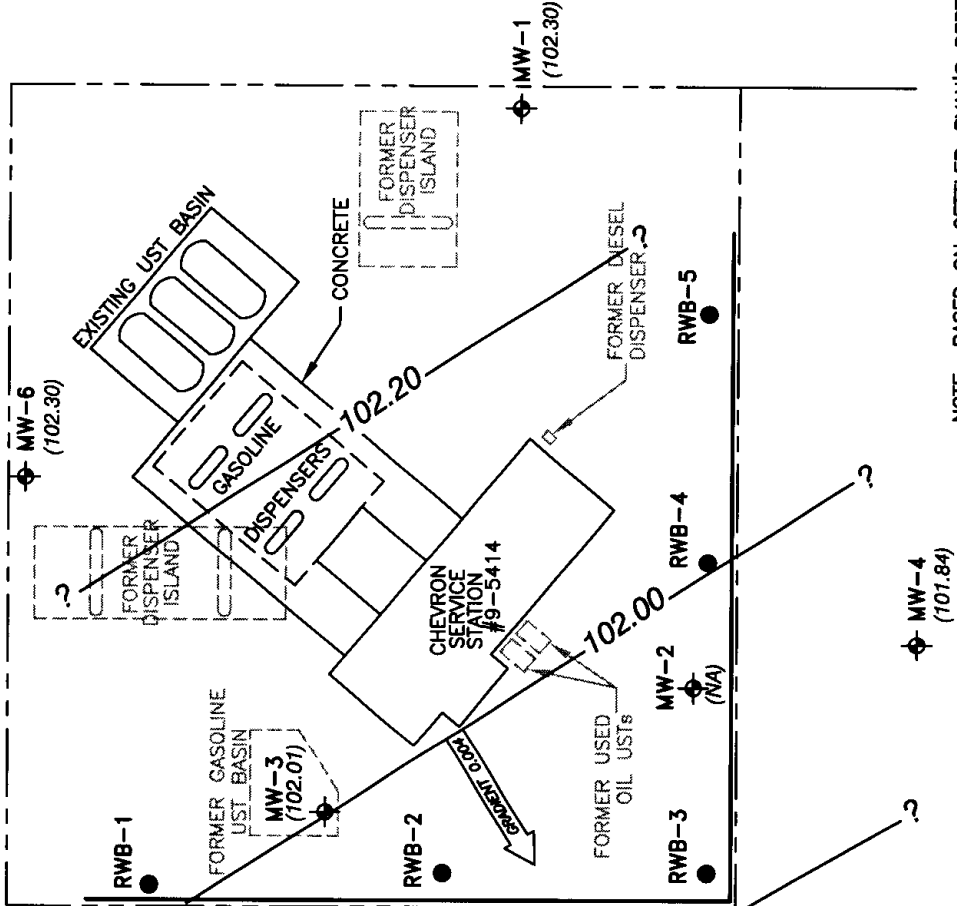 MW-6
(102.30)
EXISTING UST BASIN
MW-1
(102.30)
FORMER
DISPENSER
ISLAND
CONCRETE
?
FORMER
DISPENSER
ISLAND
GASOLINE
DISPENSERS
102.20
?
FORMER DIESEL
DISPENSER
RWB-1
FORMER GASOLINE
UST BASIN
MW-3
(102.01)
CHEVRON
SERVICE
STATION
#9-5414
RWB-5
RWB-2
GRADIENT 0.004
FORMER USED
OIL USTs
102.00
RWB-4
?
RWB-3
MW-2
(NA)
MW-4
(101.84)
?